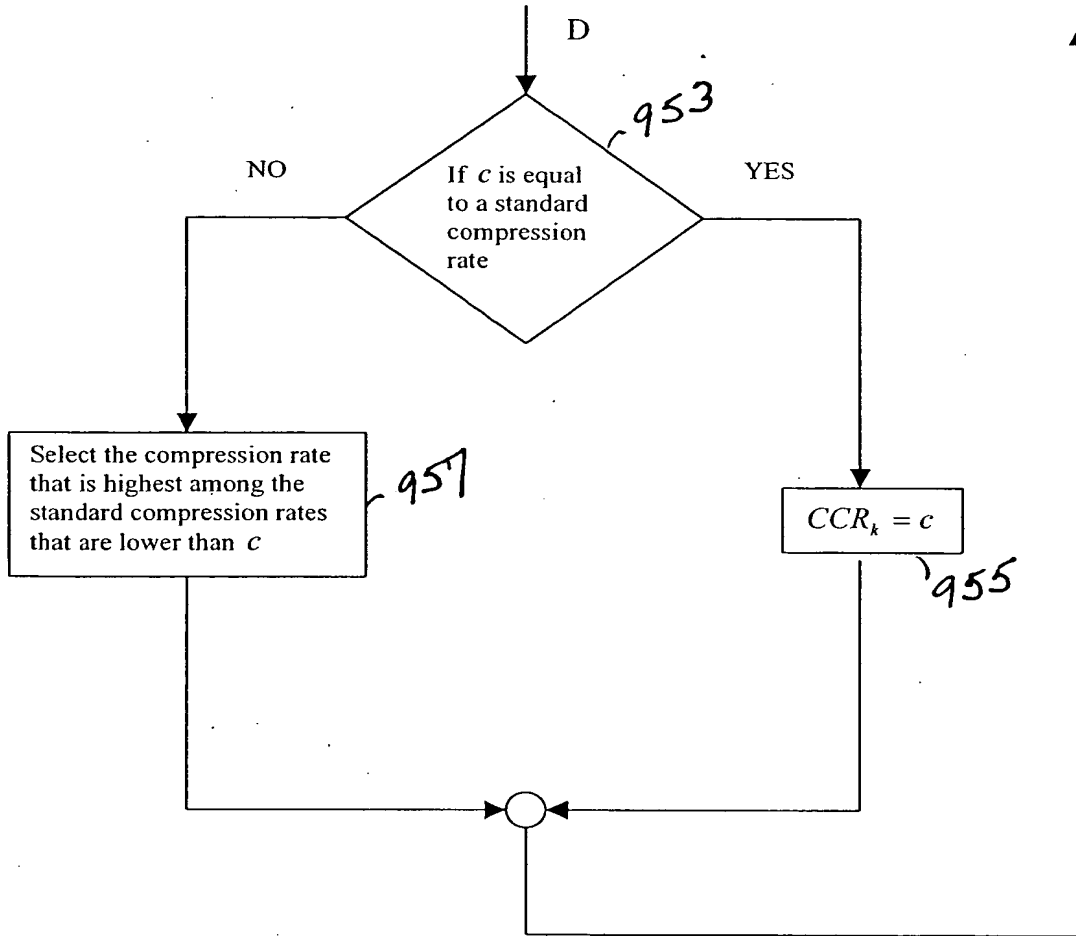 D
953
NO
If c is equal
to a standard
compression
rate
YES
Select the compression rate
that is highest among the
standard compression rates
that are lower than c
957
CCRₖ = c
955